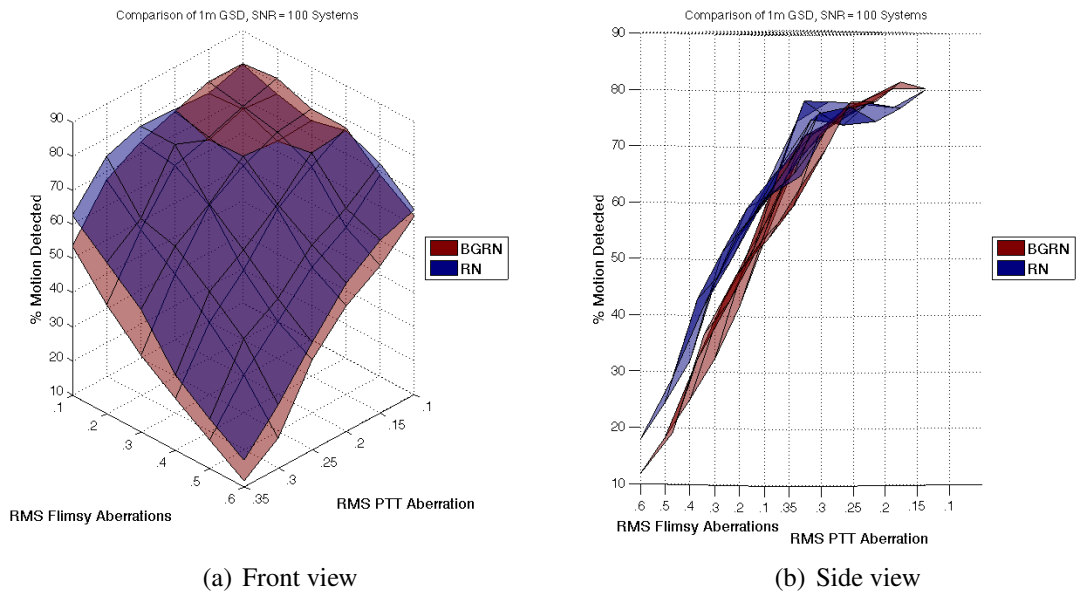 Comparison of 1m GSD, SNR = 100 Systems
90
80
70
60
50
40
30
20
10
% Motion Detected
.1
.2
.3
.4
.5
.6
RMS Flimsy Aberrations
.35
.3
.25
.2
.15
.1
RMS PTT Aberration
BGRN
RN
(a) Front view
Comparison of 1m GSD, SNR = 100 Systems
90
80
70
60
50
40
30
20
10
% Motion Detected
.6 .5 .4 .3 .2 .1 .35 .3 .25 .2 .15 .1
RMS Flimsy Aberrations
RMS PTT Aberration
BGRN
RN
(b) Side view